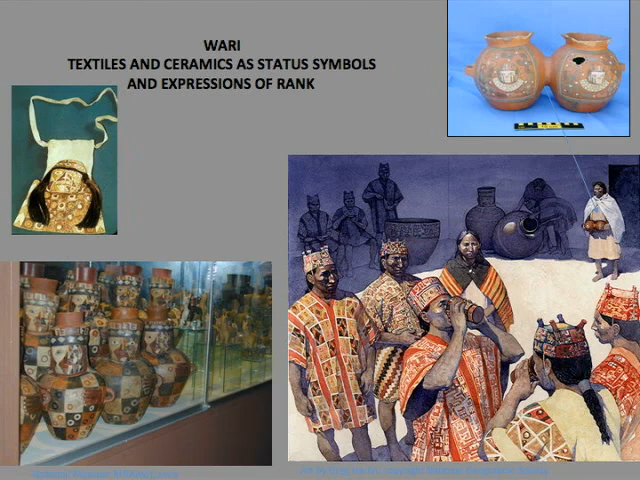 WARI
TEXTILES AND CERAMICS AS STATUS SYMBOLS
AND EXPRESSIONS OF RANK